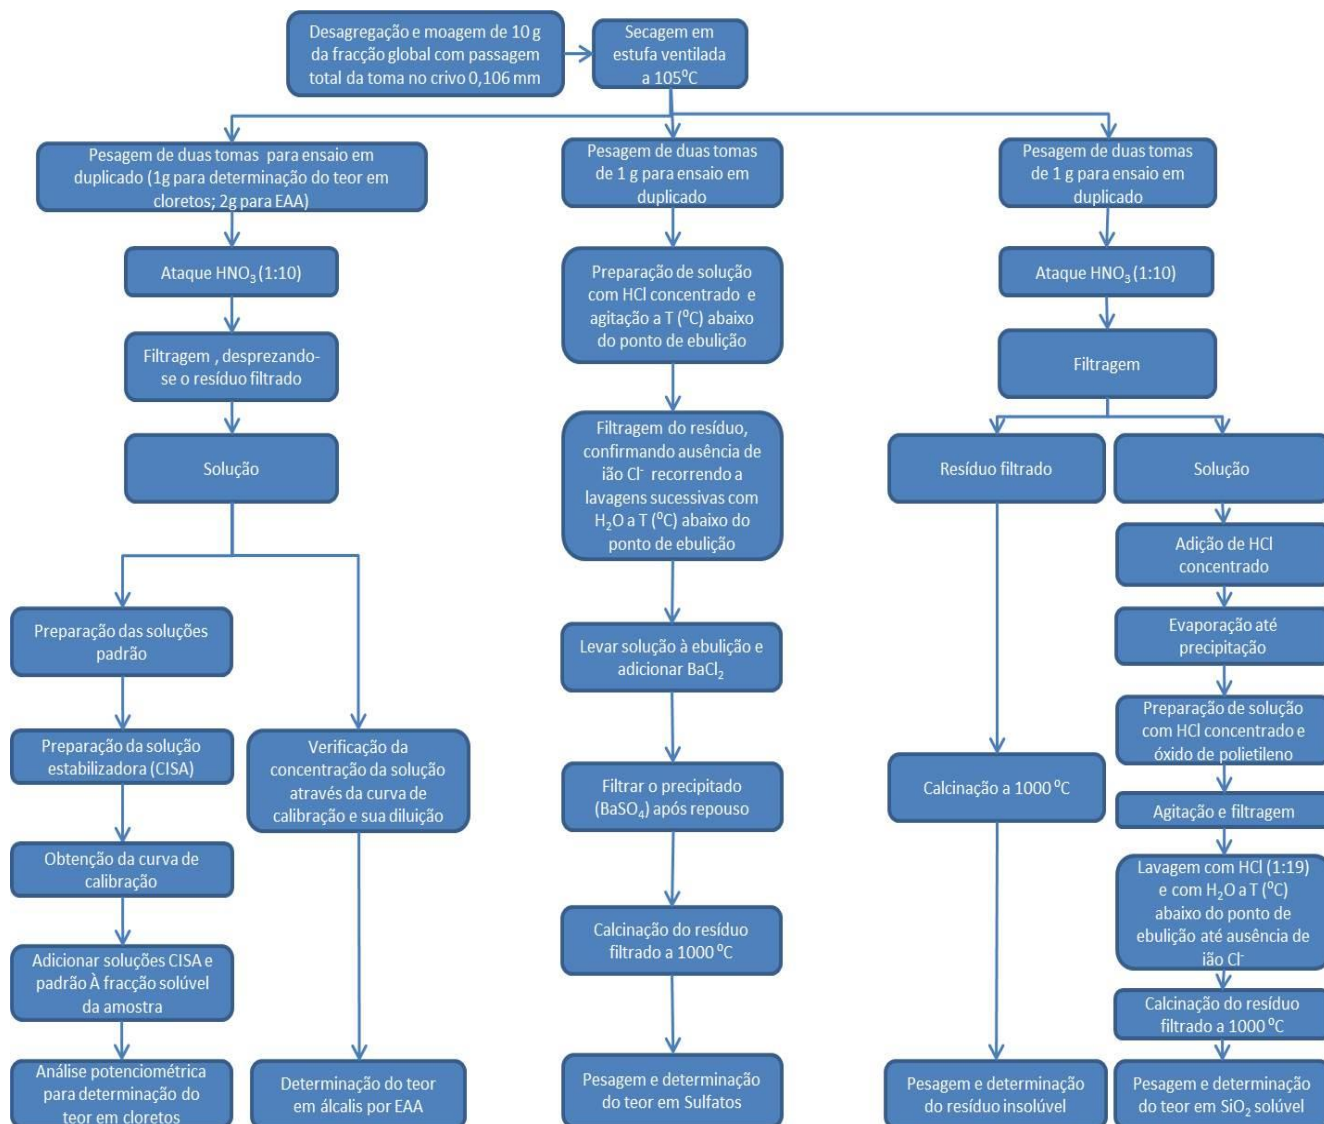 Desagregação e moagem de 10 g
da fracção global com passagem
total da toma no crivo 0,106 mm
Secagem em
estufa ventilada
a 105⁰C
Pesagem de duas tomas para ensaio em
duplicado (1g para determinação do teor em
cloretos; 2g para EAA)
Ataque HNO₃ (1:10)
Filtragem , desprezando-
se o resíduo filtrado
Solução
Preparação das soluções
padrão
Preparação da solução
estabilizadora (CISA)
Obtenção da curva de
calibração
Adicionar soluções CISA e
padrão À fracção solúvel
da amostra
Análise potenciométrica
para determinação do
teor em cloretos
Verificação da
concentração da solução
através da curva de
calibração e sua diluição
Determinação do teor
em álcalis por EAA
Pesagem de duas tomas
de 1 g para ensaio em
duplicado
Preparação de solução
com HCl concentrado e
agitação a T (⁰C) abaixo
do ponto de ebulição
Filtragem do resíduo,
confirmando ausência de
ião Cl⁻ recorrendo a
lavagens sucessivas com
H₂O a T (⁰C) abaixo do
ponto de ebulição
Levar solução à ebulição e
adicionar BaCl₂
Filtrar o precipitado
(BaSO₄) após repouso
Calcinação do resíduo
filtrado a 1000 ⁰C
Pesagem e determinação
do teor em Sulfatos
Pesagem de duas tomas
de 1 g para ensaio em
duplicado
Ataque HNO₃ (1:10)
Filtragem
Resíduo filtrado
Calcinação a 1000 ⁰C
Pesagem e determinação
do resíduo insolúvel
Solução
Adição de HCl
concentrado
Evaporação até
precipitação
Preparação de solução
com HCl concentrado e
óxido de polietileno
Agitação e filtragem
Lavagem com HCl (1:19)
e com H₂O a T (⁰C)
abaixo do ponto de
ebulição até ausência de
ião Cl⁻
Calcinação do resíduo
filtrado a 1000 ⁰C
Pesagem e determinação
do teor em SiO₂ solúvel